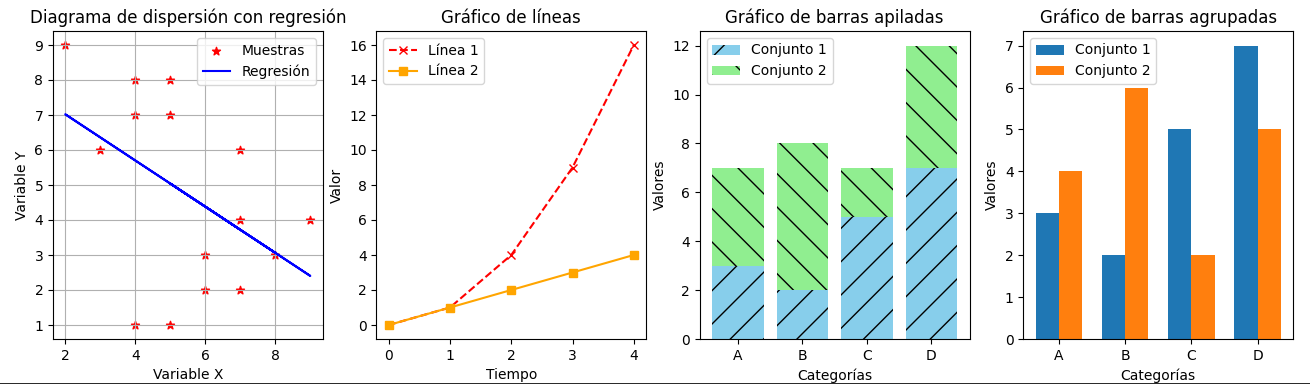 Diagrama de dispersión con regresión
Muestras
Regresión
9
8
7
6
5
4
3
2
1
Variable Y
2 4 6 8
Variable X
Gráfico de líneas
Línea 1
Línea 2
16
14
12
10
8
6
4
2
0
Valor
0 1 2 3 4
Tiempo
Gráfico de barras apiladas
Conjunto 1
Conjunto 2
12
10
8
6
4
2
0
Valores
A B C D
Categorías
Gráfico de barras agrupadas
Conjunto 1
Conjunto 2
7
6
5
4
3
2
1
0
Valores
A B C D
Categorías